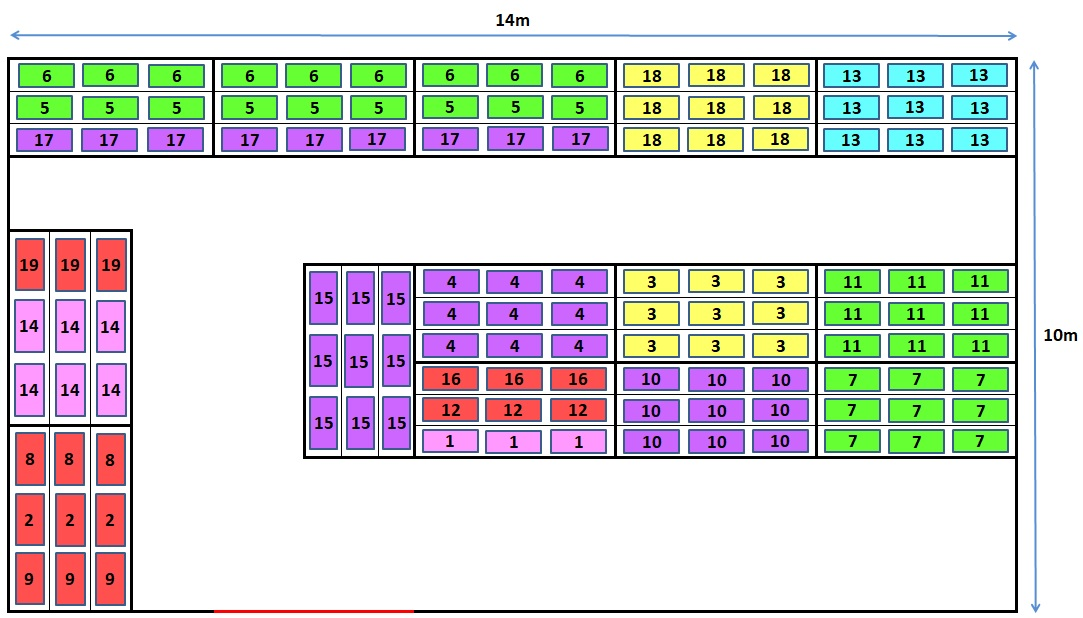 14m
6 6 6 6 6 6 6 6 6 18 18 18 13 13 13
5 5 5 5 5 5 5 5 5 18 18 18 13 13 13
17 17 17 17 17 17 17 17 17 18 18 18 13 13 13
19 19 19
4 4 4 3 3 3 11 11 11
15 15 15
4 4 4 3 3 3 11 11 11
14 14 14
10m
4 4 4 3 3 3 11 11 11
15 15 15
16 16 16 10 10 10 7 7 7
14 14 14
12 12 12 10 10 10 7 7 7
15 15 15
1 1 1 10 10 10 7 7 7
8 8 8
2 2 2
9 9 9